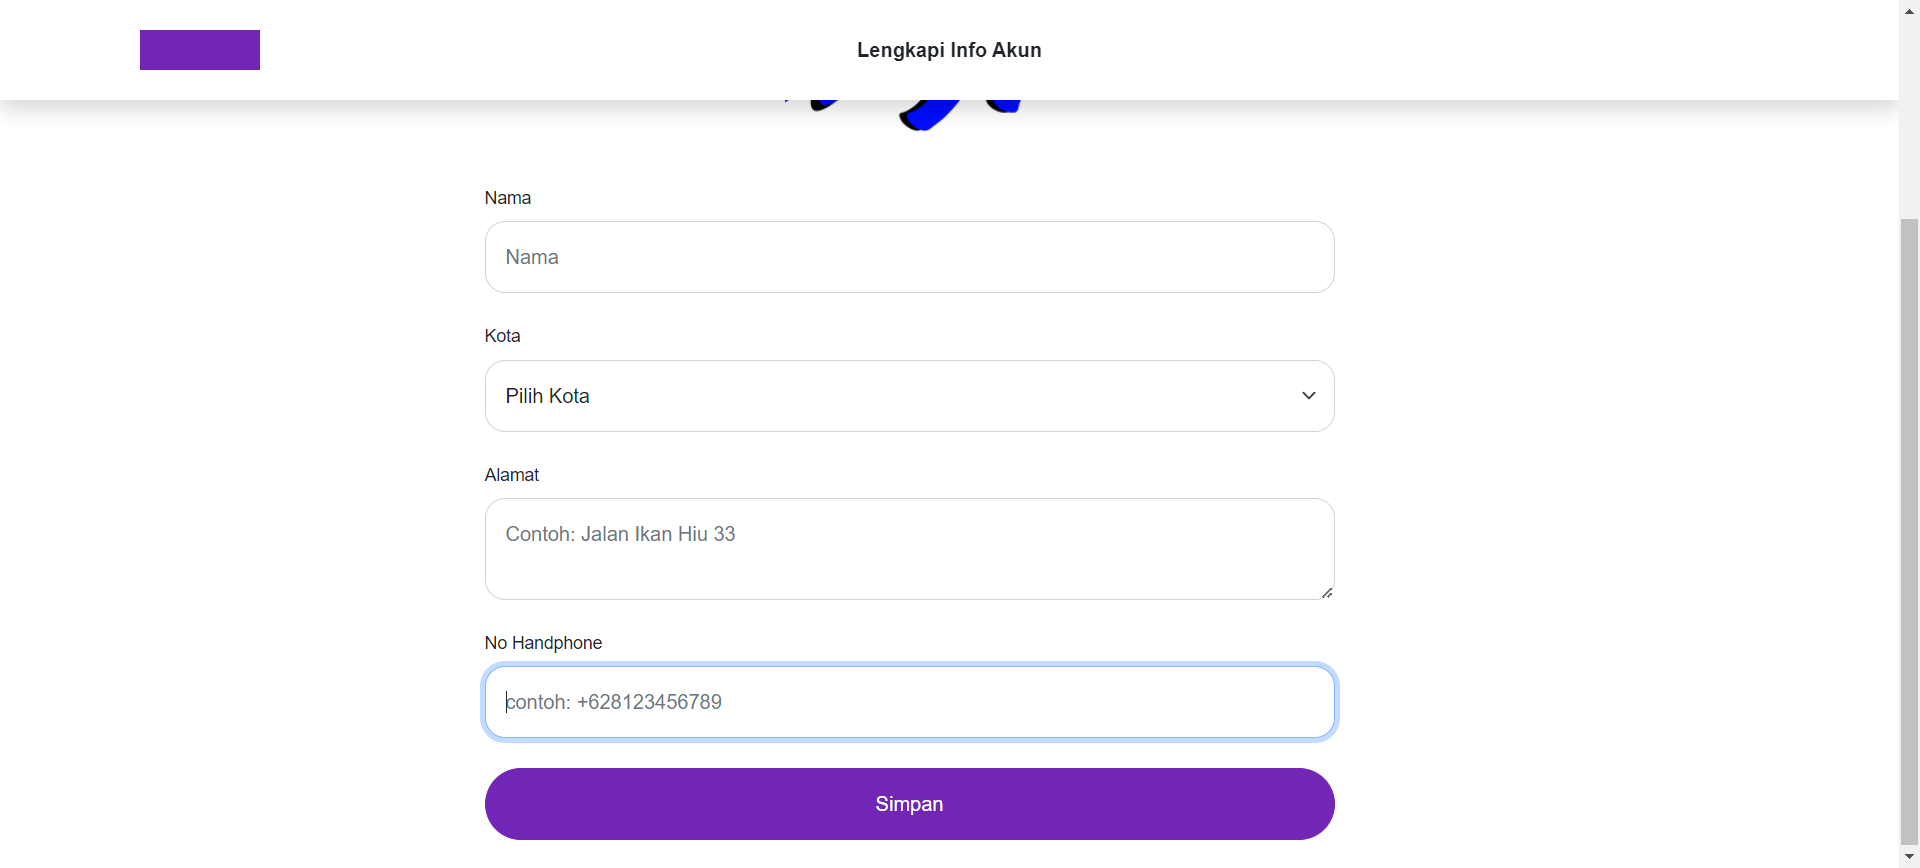 Lengkapi Info Akun
Nama
Nama
Kota
Pilih Kota
Alamat
Contoh: Jalan Ikan Hiu 33
No Handphone
contoh: +628123456789
Simpan